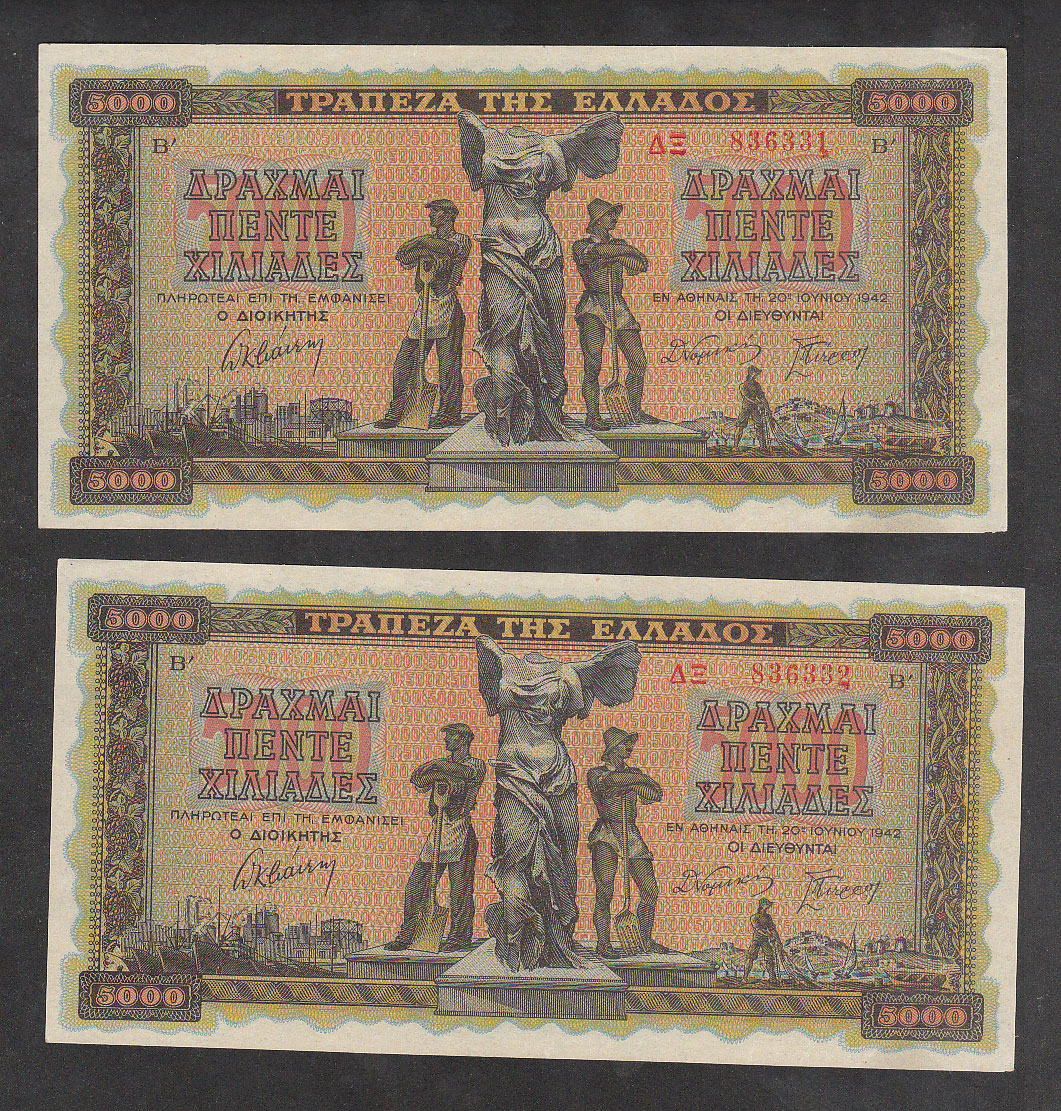 5000 ΤΡΑΠΕΖΑ ΤΗΣ ΕΛΛΑΔΟΣ 5000
Β′ ΔΞ 836331 Β′
ΔΡΑΧΜΑΙ ΔΡΑΧΜΑΙ
ΠΕΝΤΕ ΠΕΝΤΕ
ΧΙΛΙΑΔΕΣ ΧΙΛΙΑΔΕΣ
ΠΛΗΡΩΤΕΑΙ ΕΠΙ ΤΗ, ΕΜΦΑΝΙΣΕΙ ΕΝ ΑΘΗΝΑΙΣ ΤΗ, 20ῃ ΙΟΥΝΙΟΥ 1942
Ο ΔΙΟΙΚΗΤΗΣ ΟΙ ΔΙΕΥΘΥΝΤΑΙ
5000 5000
5000 ΤΡΑΠΕΖΑ ΤΗΣ ΕΛΛΑΔΟΣ 5000
Β′ ΔΞ 836332 Β′
ΔΡΑΧΜΑΙ ΔΡΑΧΜΑΙ
ΠΕΝΤΕ ΠΕΝΤΕ
ΧΙΛΙΑΔΕΣ ΧΙΛΙΑΔΕΣ
ΠΛΗΡΩΤΕΑΙ ΕΠΙ ΤΗ, ΕΜΦΑΝΙΣΕΙ ΕΝ ΑΘΗΝΑΙΣ ΤΗ, 20ῃ ΙΟΥΝΙΟΥ 1942
Ο ΔΙΟΙΚΗΤΗΣ ΟΙ ΔΙΕΥΘΥΝΤΑΙ
5000 5000